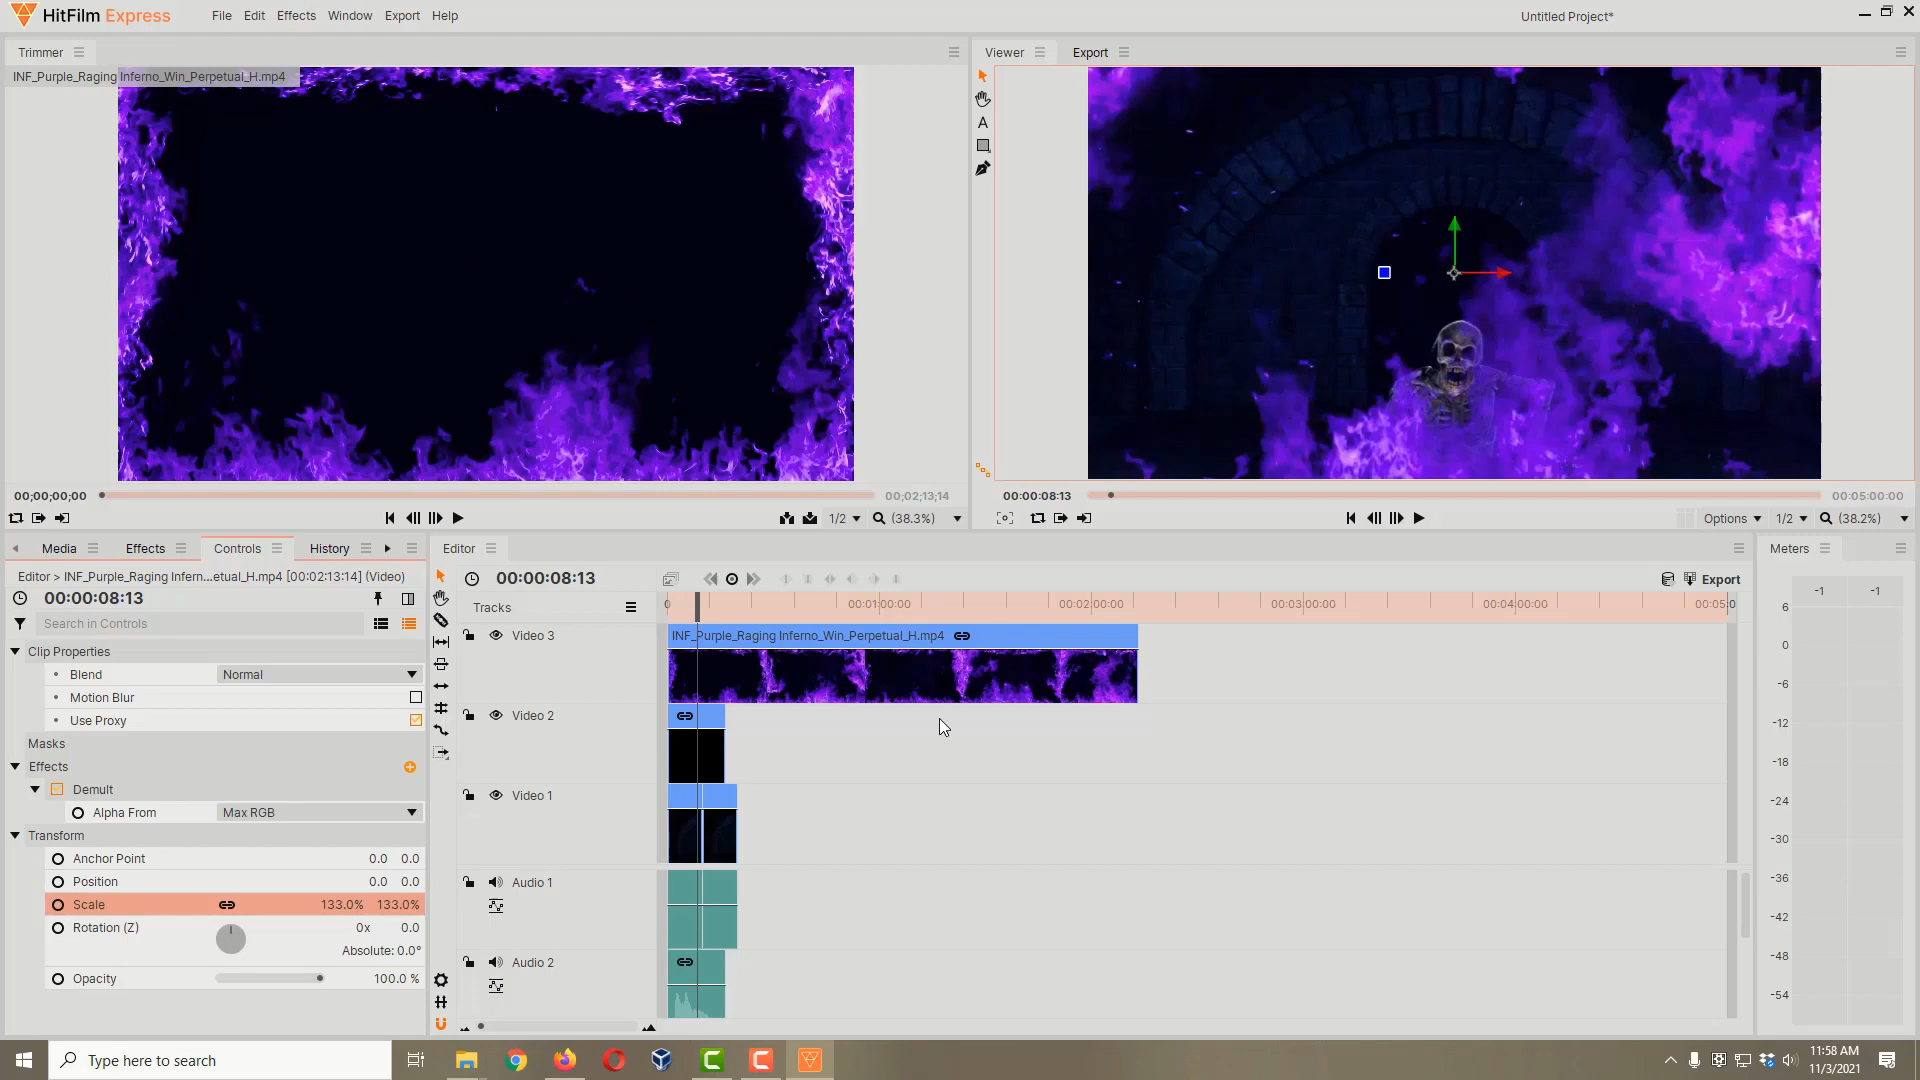 HitFilm Express
File Edit Effects Window Export Help
Untitled Project*
Trimmer
Viewer Export
INF_Purple_Raging Inferno_Win_Perpetual_H.mp4
00;00;00;00
00;02;13;14
00:00:08:13
00:05:00:00
1/2 (38.3%)
Options 1/2 (38.2%)
Media Effects Controls History
Editor
Meters
Editor > INF_Purple_Raging Infern...etual_H.mp4 [00:02:13:14] (Video)
00:00:08:13
00:00:08:13
Export
-1 -1
Search in Controls
Tracks
0 00:01:00:00 00:02:00:00 00:03:00:00 00:04:00:00 00:05:0
Clip Properties
Blend Normal
Motion Blur
Use Proxy
Masks
Effects
Demult
Alpha From Max RGB
Transform
Anchor Point 0.0 0.0
Position 0.0 0.0
Scale 133.0% 133.0%
Rotation (Z) 0x 0.0
Absolute: 0.0°
Opacity 100.0 %
Video 3
INF_Purple_Raging Inferno_Win_Perpetual_H.mp4
Video 2
Video 1
Audio 1
Audio 2
6
0
-6
-12
-18
-24
-30
-36
-42
-48
-54
Type here to search
11:58 AM
11/3/2021